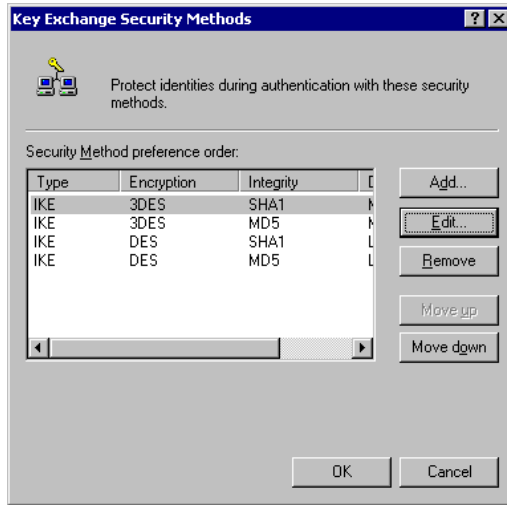 Key Exchange Security Methods
Protect identities during authentication with these security
methods.
Security Method preference order:
Type Encryption Integrity
IKE 3DES SHA1
IKE 3DES MD5
IKE DES SHA1
IKE DES MD5
Add...
Edit...
Remove
Move up
Move down
OK Cancel